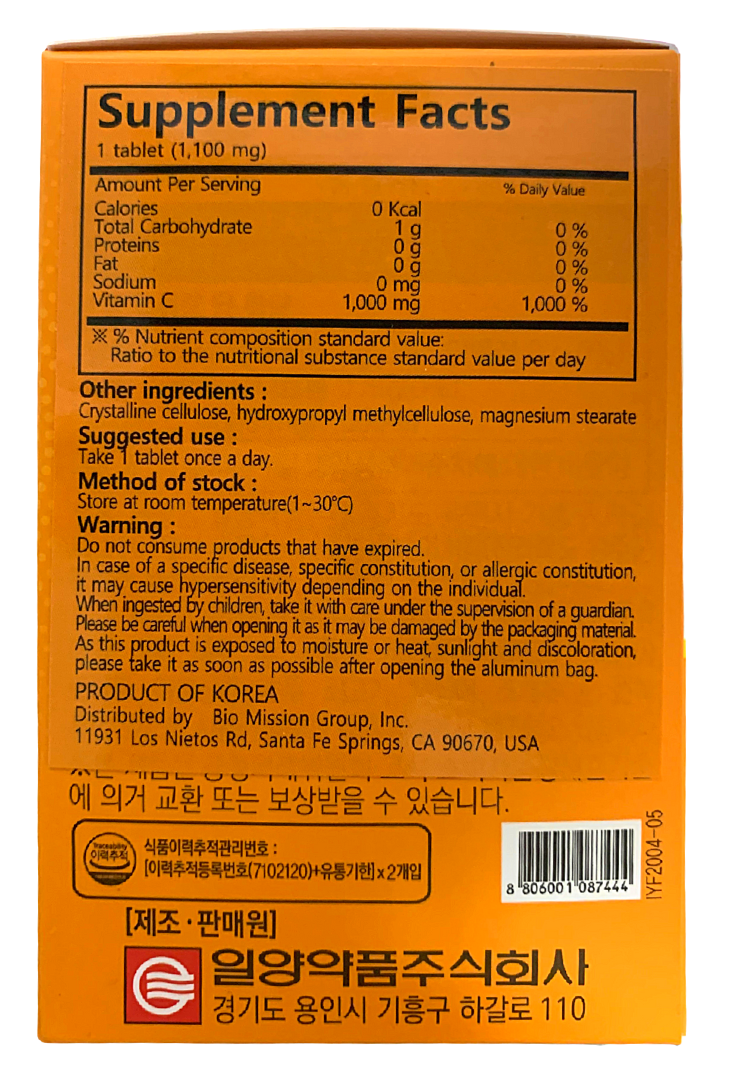 Supplement Facts
1 tablet (1,100 mg)
Amount Per Serving % Daily Value
Calories 0 Kcal
Total Carbohydrate 1 g 0 %
Proteins 0 g 0 %
Fat 0 g 0 %
Sodium 0 mg 0 %
Vitamin C 1,000 mg 1,000 %
※ % Nutrient composition standard value:
Ratio to the nutritional substance standard value per day
Other ingredients :
Crystalline cellulose, hydroxypropyl methylcellulose, magnesium stearate
Suggested use :
Take 1 tablet once a day.
Method of stock :
Store at room temperature(1~30℃)
Warning :
Do not consume products that have expired.
In case of a specific disease, specific constitution, or allergic constitution,
it may cause hypersensitivity depending on the individual.
When ingested by children, take it with care under the supervision of a guardian.
Please be careful when opening it as it may be damaged by the packaging material.
As this product is exposed to moisture or heat, sunlight and discoloration,
please take it as soon as possible after opening the aluminum bag.
PRODUCT OF KOREA
Distributed by Bio Mission Group, Inc.
11931 Los Nietos Rd, Santa Fe Springs, CA 90670, USA
에 의거 교환 또는 보상받을 수 있습니다.
Traceability
이력추적
식품이력추적관리번호 :
[이력추적등록번호(7102120)+유통기한] x 2개입
8 806001 087444
IYF2004-05
[제조·판매원]
일양약품주식회사
경기도 용인시 기흥구 하갈로 110